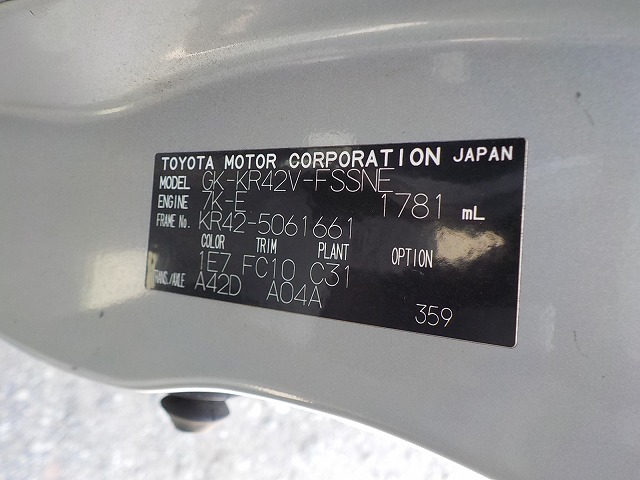 TOYOTA MOTOR CORPORATION JAPAN
MODEL GK-KR42V-FSSNE
ENGINE 7K-E 1781 mL
FRAME No. KR42-5061661
COLOR TRIM PLANT OPTION
1E7 FC10 C31
TRANS./AXLE A42D A04A
359